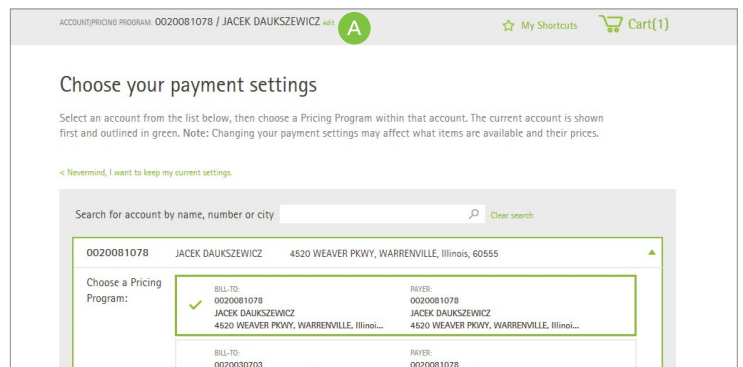 ACCOUNT/PRICING PROGRAM: 0020081078 / JACEK DAUKSZEWICZ edit
A
My Shortcuts
Cart(1)
Choose your payment settings
Select an account from the list below, then choose a Pricing Program within that account. The current account is shown
first and outlined in green. Note: Changing your payment settings may affect what items are available and their prices.
< Nevermind, I want to keep my current settings.
Search for account by name, number or city
Clear search
0020081078 JACEK DAUKSZEWICZ 4520 WEAVER PKWY, WARRENVILLE, Illinois, 60555
Choose a Pricing
Program:
BILL-TO:
0020081078
JACEK DAUKSZEWICZ
4520 WEAVER PKWY, WARRENVILLE, Illinoi...
PAYER:
0020081078
JACEK DAUKSZEWICZ
4520 WEAVER PKWY, WARRENVILLE, Illinoi...
BILL-TO:
0020030703
PAYER:
0020081078